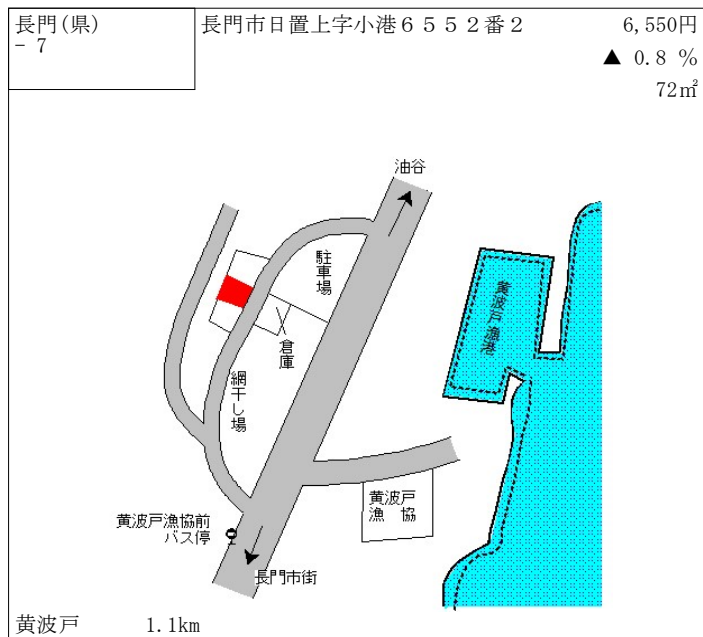 長門(県)
- 7
長門市日置上字小港６５５２番２
6,550円
▲ 0.8 %
72㎡
油谷
駐車場
黄波戸漁港
倉庫
網干し場
黄波戸
漁　協
黄波戸漁協前
バス停
長門市街
黄波戸　　1.1km